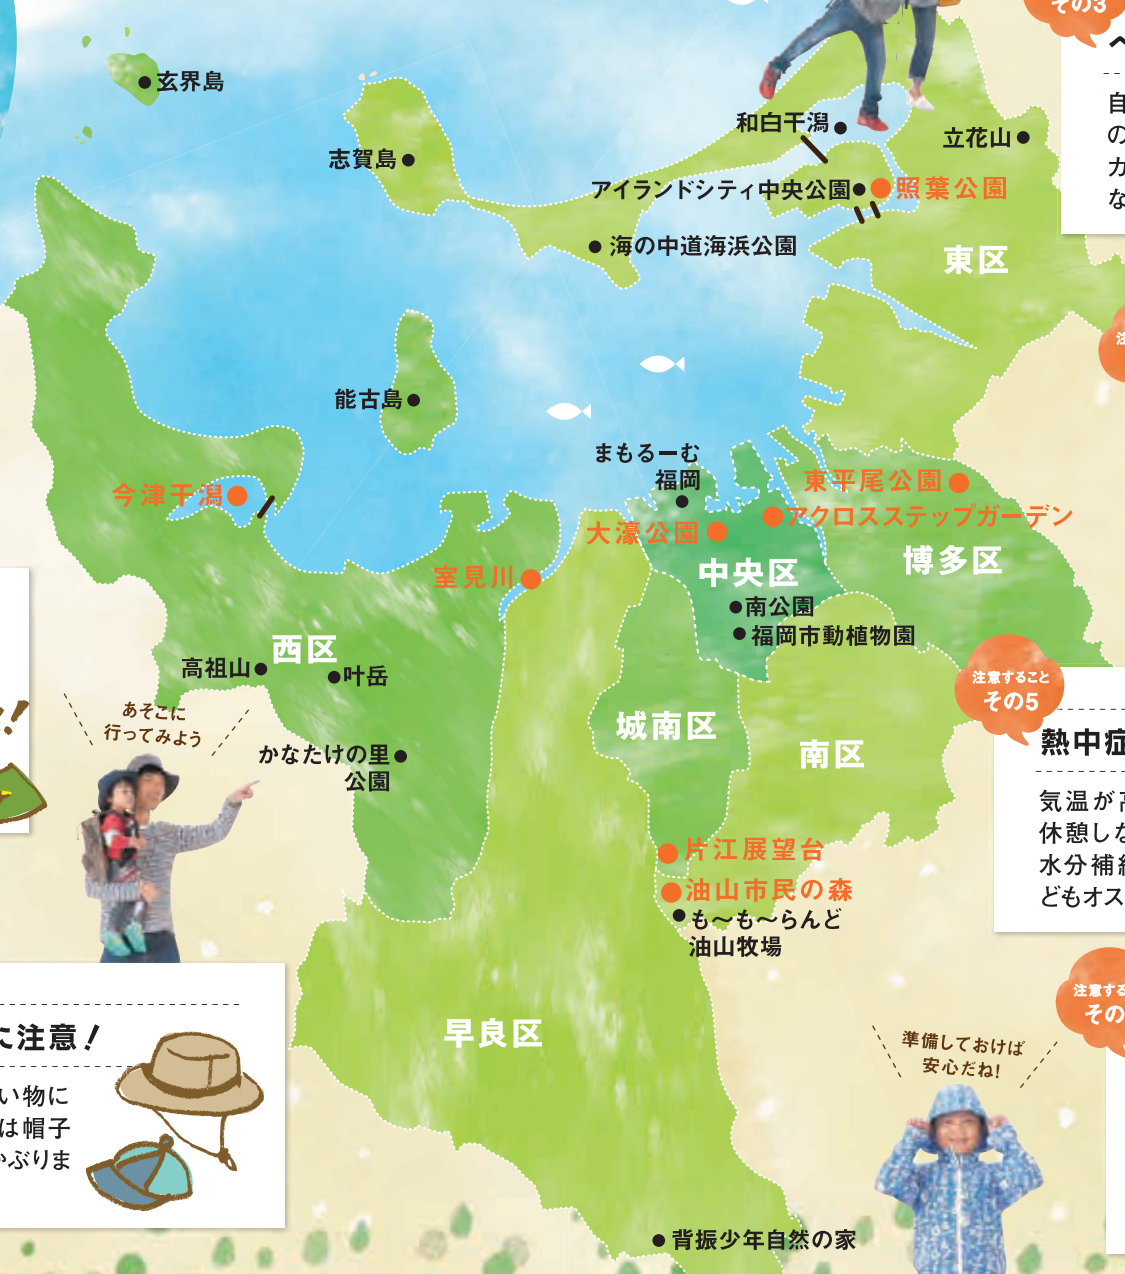 その3
玄界島
和白干潟
立花山
志賀島
アイランドシティ中央公園
照葉公園
海の中道海浜公園
東区
自
の
カ
な
能古島
まもるーむ
福岡
今津干潟
東平尾公園
アクロスステップガーデン
大濠公園
博多区
中央区
室見川
南公園
福岡市動植物園
西区
高祖山
叶岳
注意すること
その5
あそこに
行ってみよう
城南区
南区
かなたけの里
公園
熱中症
気温が
休憩しな
水分補
どもオス
片江展望台
油山市民の森
も〜も〜らんど
油山牧場
早良区
に注意!
い物に
は帽子
かぶりま
注意する
その
準備しておけば
安心だね!
背振少年自然の家